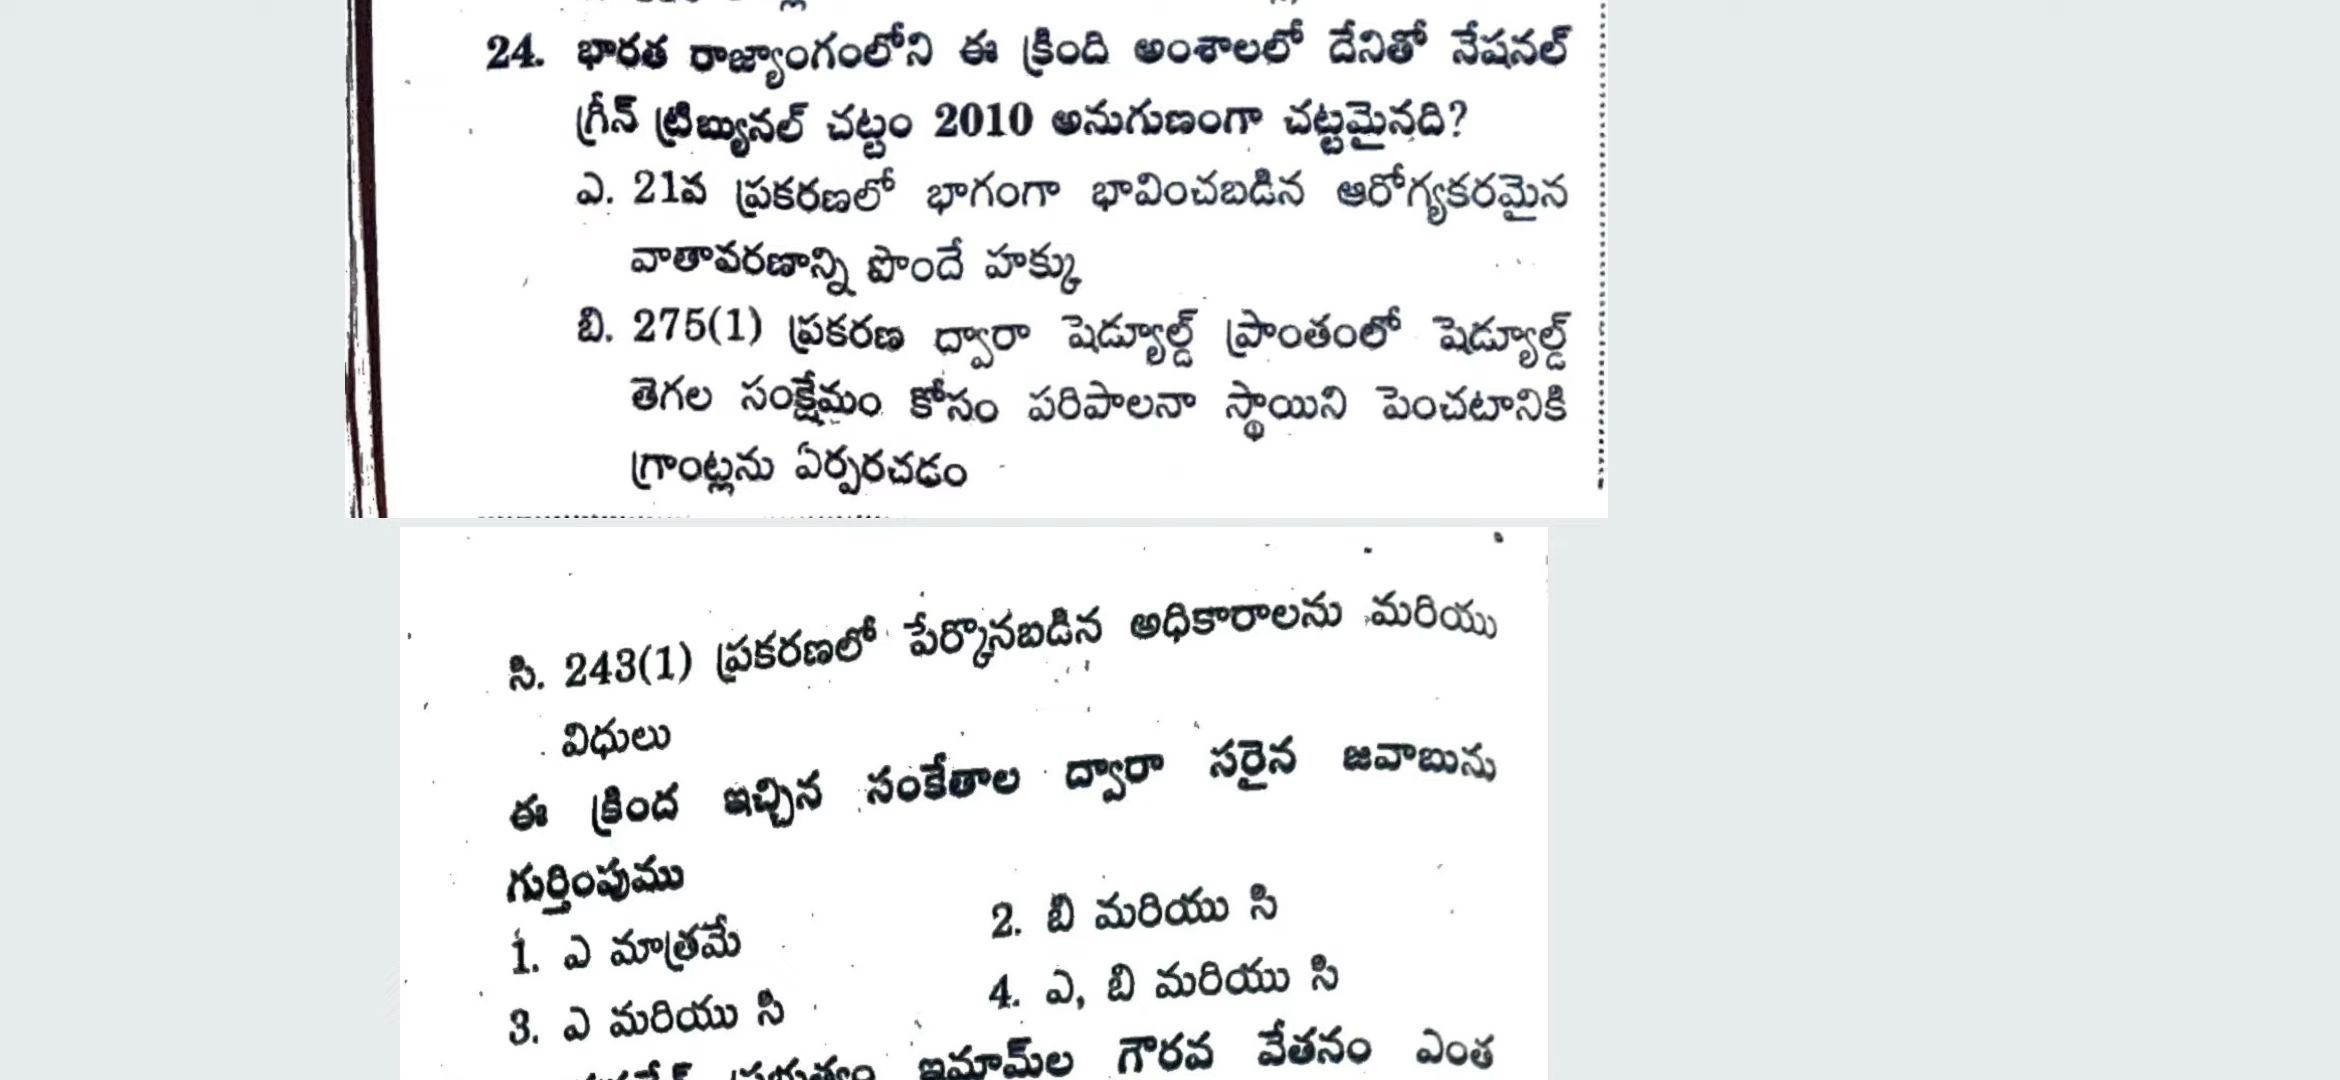 24. భారత రాజ్యాంగంలోని ఈ క్రింది అంశాలలో దేనితో నేషనల్
గ్రీన్ ట్రిబ్యునల్ చట్టం 2010 అనుగుణంగా చట్టమైనది?
ఎ. 21వ ప్రకరణలో భాగంగా భావించబడిన ఆరోగ్యకరమైన
వాతావరణాన్ని పొందే హక్కు
బి. 275(1) ప్రకరణ ద్వారా షెడ్యూల్డ్ ప్రాంతంలో షెడ్యూల్డ్
తెగల సంక్షేమం కోసం పరిపాలనా స్థాయిని పెంచటానికి
గ్రాంట్లను ఏర్పరచడం
సి. 243(1) ప్రకరణలో పేర్కొనబడిన అధికారాలను మరియు
విధులు
ఈ క్రింద ఇచ్చిన సంకేతాల ద్వారా సరైన జవాబును
గుర్తింపుము
1. ఎ మాత్రమే
2. బి మరియు సి
3. ఎ మరియు సి
4. ఎ, బి మరియు సి
ఇమామ్‌ల గౌరవ వేతనం ఎంత